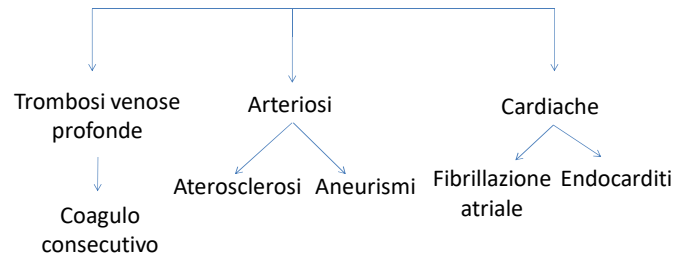 Trombosi venose
profonde
Arteriosi
Cardiache
Coagulo
consecutivo
Aterosclerosi
Aneurismi
Fibrillazione
atriale
Endocarditi